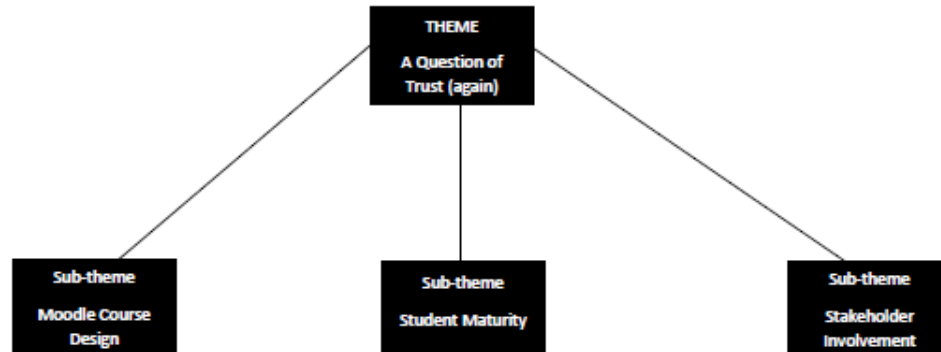 THEME
A Question of
Trust (again)
Sub-theme
Moodle Course
Design
Sub-theme
Student Maturity
Sub-theme
Stakeholder
Involvement